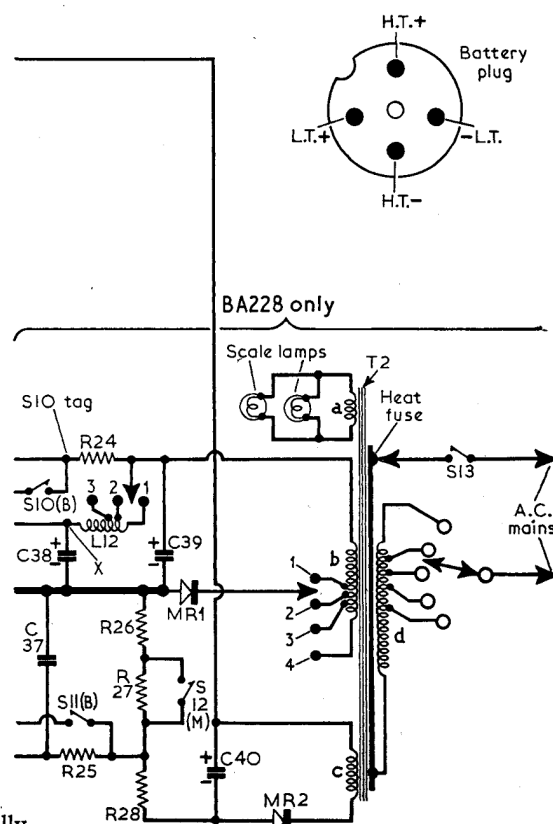 H.T.+
Battery
plug
L.T.+
-L.T.
H.T.-
BA228 only
Scale lamps
T2
a
Heat
fuse
S10 tag
R24
S13
S10(B)
3
2
1
L12
A.C.
mains
C38
+
-
X
+
-
C39
b
1
2
3
4
d
MR1
R26
C
37
R
27
S
12
(M)
S11(B)
R25
+
-
C40
c
R28
MR2